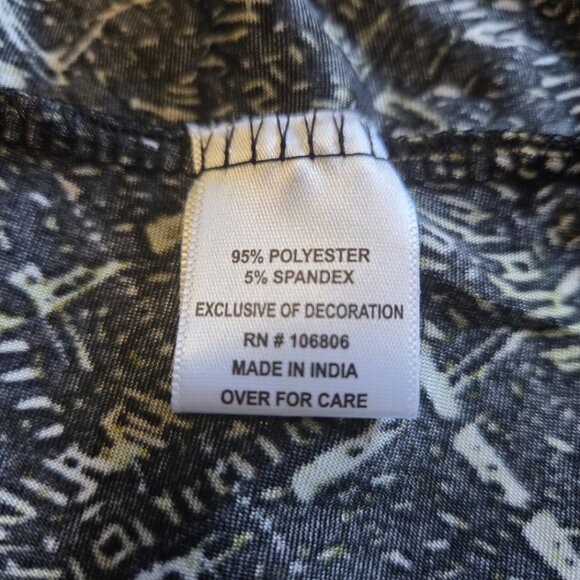 95% POLYESTER
5% SPANDEX
EXCLUSIVE OF DECORATION
RN # 106806
MADE IN INDIA
OVER FOR CARE